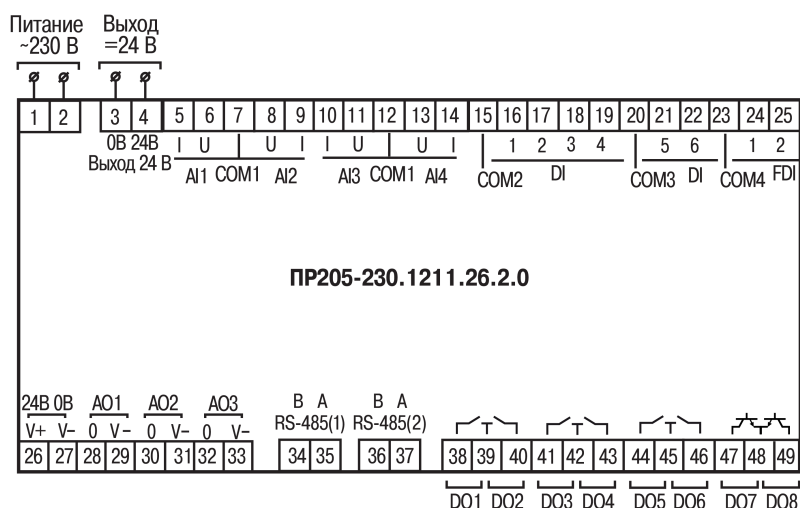 Питание Выход
~230 В =24 В
1 2 3 4 5 6 7 8 9 10 11 12 13 14 15 16 17 18 19 20 21 22 23 24 25
0В 24В I U U I I U U I 1 2 3 4 5 6 1 2
Выход 24 В AI1 COM1 AI2 AI3 COM1 AI4 COM2 DI COM3 DI COM4 FDI
ПР205-230.1211.26.2.0
24В 0В AO1 AO2 AO3 B A B A
V+ V– 0 V– 0 V– 0 V– RS-485(1) RS-485(2)
26 27 28 29 30 31 32 33 34 35 36 37 38 39 40 41 42 43 44 45 46 47 48 49
DO1 DO2 DO3 DO4 DO5 DO6 DO7 DO8